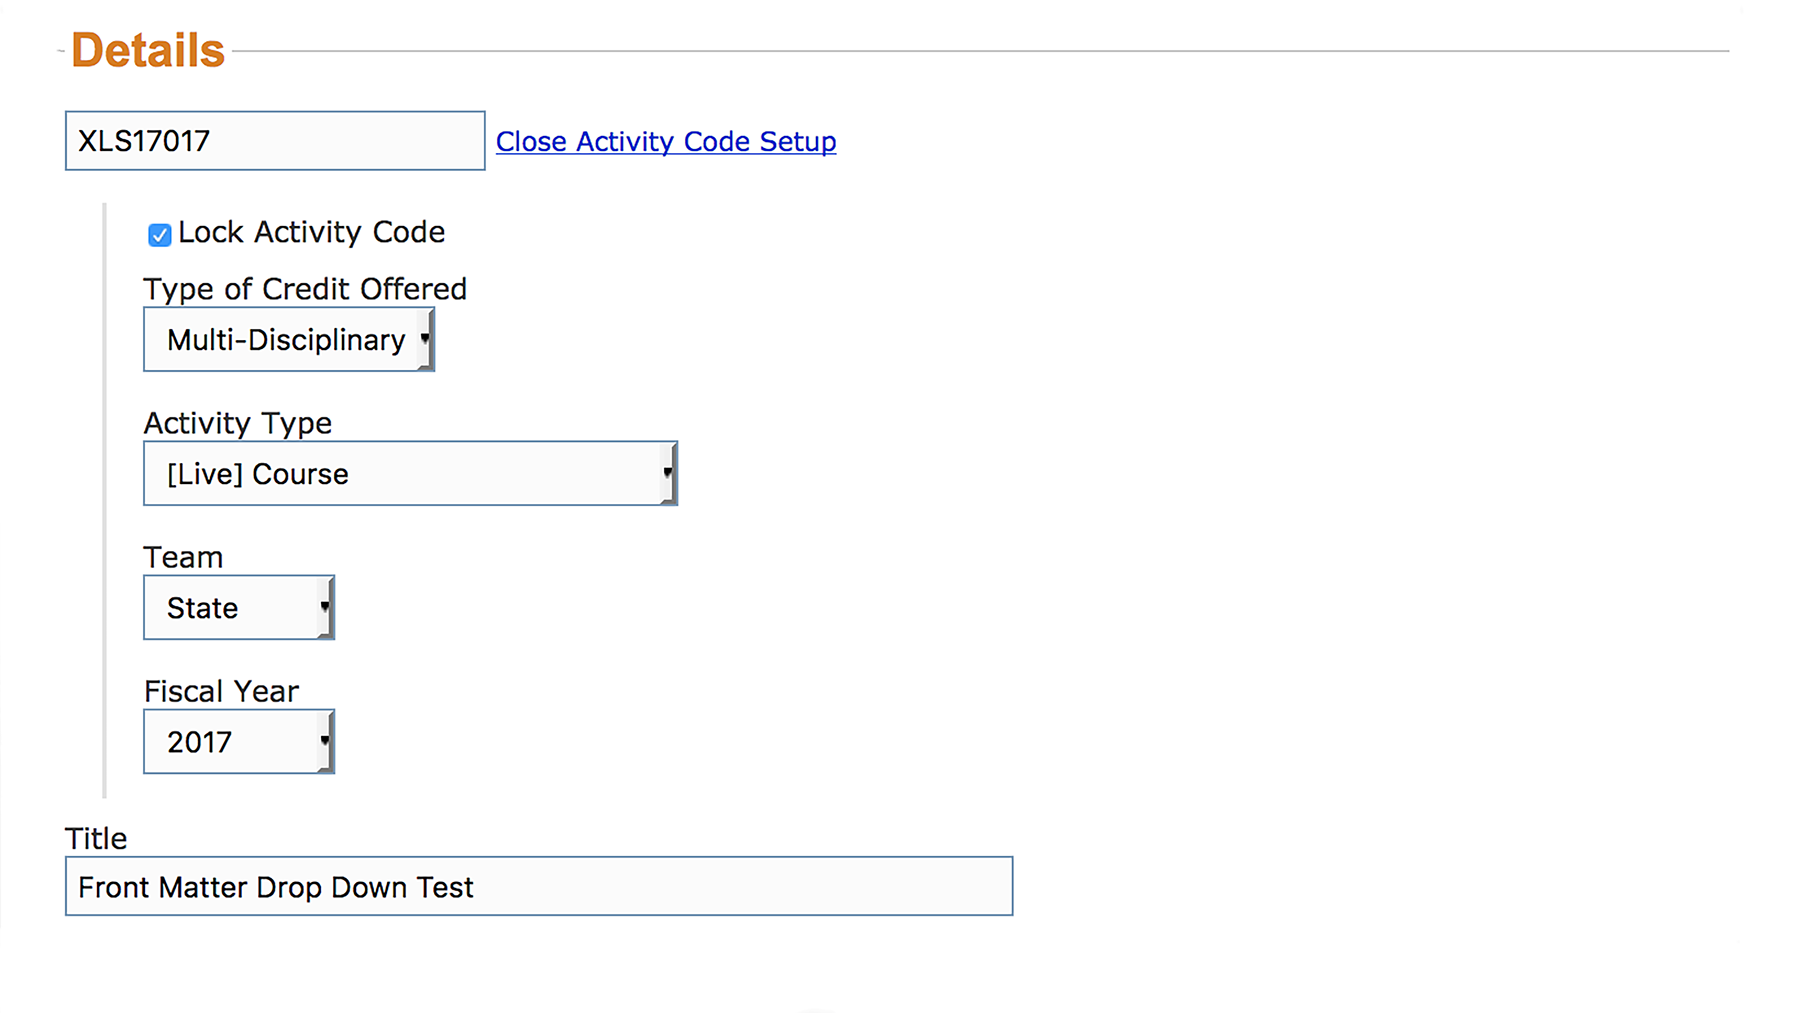 Details
XLS17017 Close Activity Code Setup
Lock Activity Code
Type of Credit Offered
Multi-Disciplinary
Activity Type
[Live] Course
Team
State
Fiscal Year
2017
Title
Front Matter Drop Down Test